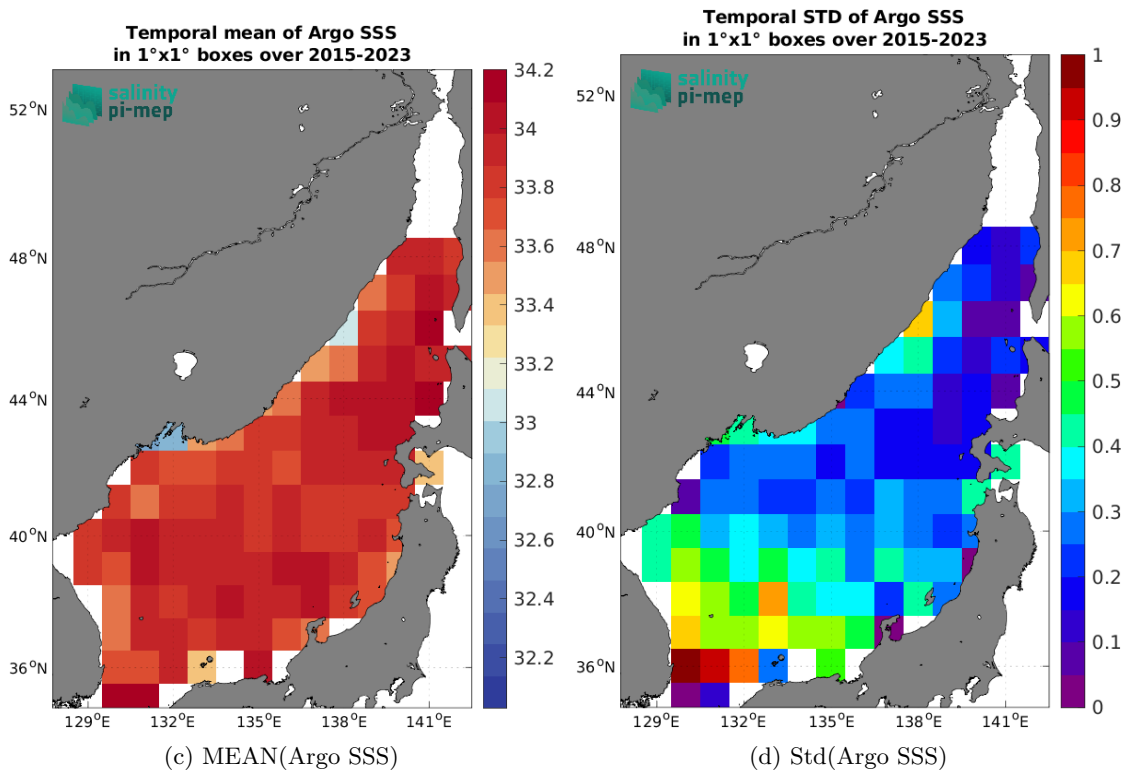 Temporal mean of Argo SSS
in 1°x1° boxes over 2015-2023
salinity
pi-mep
52°N
48°N
44°N
40°N
36°N
129°E 132°E 135°E 138°E 141°E
34.2
34
33.8
33.6
33.4
33.2
33
32.8
32.6
32.4
32.2
(c) MEAN(Argo SSS)
Temporal STD of Argo SSS
in 1°x1° boxes over 2015-2023
salinity
pi-mep
52°N
48°N
44°N
40°N
36°N
129°E 132°E 135°E 138°E 141°E
1
0.9
0.8
0.7
0.6
0.5
0.4
0.3
0.2
0.1
0
(d) Std(Argo SSS)